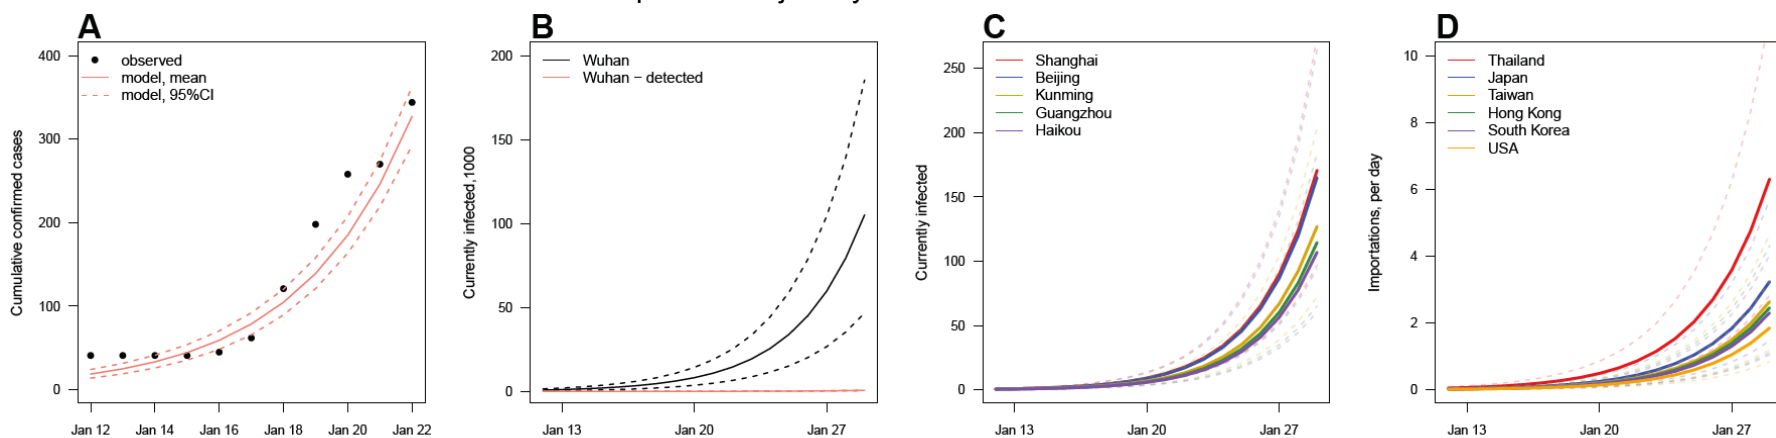 A
400
300
200
100
0
Cumulative confirmed cases
observed
model, mean
model, 95%CI
Jan 12
Jan 14
Jan 16
Jan 18
Jan 20
Jan 22
B
200
150
100
50
0
Currently infected,1000
Wuhan
Wuhan − detected
Jan 13
Jan 20
Jan 27
C
250
200
150
100
50
0
Currently infected
Shanghai
Beijing
Kunming
Guangzhou
Haikou
Jan 13
Jan 20
Jan 27
D
10
8
6
4
2
0
Importations, per day
Thailand
Japan
Taiwan
Hong Kong
South Korea
USA
Jan 13
Jan 20
Jan 27